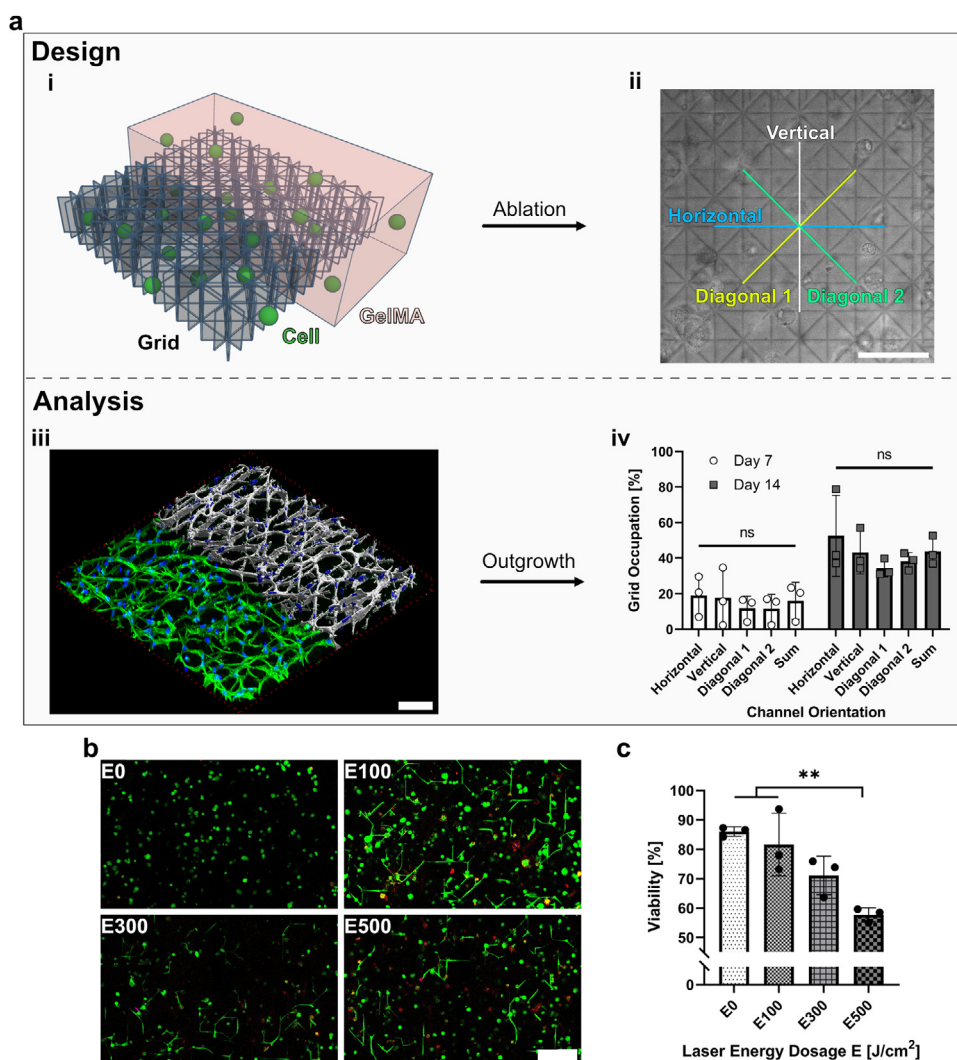 a
Design
i
Grid
Cell
GelMA
Ablation
ii
Vertical
Horizontal
Diagonal 1
Diagonal 2
Analysis
iii
Outgrowth
iv
Grid Occupation [%]
100
80
60
40
20
0
Day 7
Day 14
ns
ns
Horizontal
Vertical
Diagonal 1
Diagonal 2
Sum
Horizontal
Vertical
Diagonal 1
Diagonal 2
Sum
Channel Orientation
b
E0
E100
E300
E500
c
**
Viability [%]
100
90
80
70
60
50
0
E0
E100
E300
E500
Laser Energy Dosage E [J/cm²]